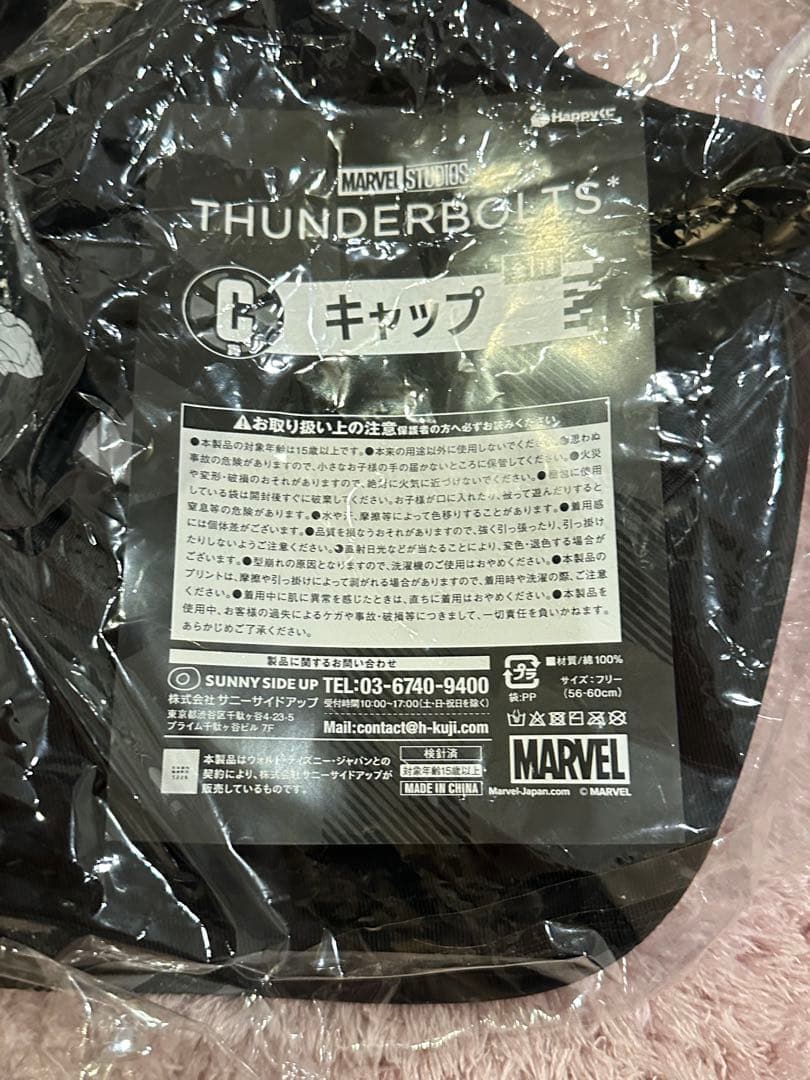 Happyくじ
MARVEL STUDIOS
THUNDERBOLTS*
全1種
C
賞
キャップ
⚠お取り扱い上の注意 保護者の方へ必ずお読みください
●本製品の対象年齢は15歳以上です。●本来の用途以外に使用しないでください。●思わぬ
事故の危険がありますので、小さなお子様の手の届かないところに保管してください。●火災
や変形・破損のおそれがありますので、絶対に火気に近づけないでください。●梱包に使用
している袋は開封後すぐに破棄してください。お子様が口に入れたり、被って遊んだりすると
窒息等の危険があります。●水や汗、摩擦等によって色移りすることがあります。●着用感
には個体差がございます。●品質を損なうおそれがありますので、強く引っ張ったり、引っ掛け
たりしないようご注意ください。●直射日光などが当たることにより、変色・退色する場合が
ございます。●型崩れの原因となりますので、洗濯機のご使用はおやめください。●本製品の
プリントは、摩擦や引っ掛けによって剥がれる場合がありますので、着用時や洗濯の際、ご注意
ください。●着用中に肌に異常を感じたときは、直ちに着用はおやめください。●本製品を
使用中、お客様の過失によるケガや事故・破損等につきまして、一切責任を負いかねます。
あらかじめご了承ください。
製品に関するお問い合わせ
SUNNY SIDE UP TEL:03-6740-9400
株式会社 サニーサイドアップ 受付時間10:00~17:00(土・日・祝日を除く)
東京都渋谷区千駄ヶ谷4-23-5
プライム千駄ヶ谷ビル 7F
Mail:contact@h-kuji.com
プラ
袋:PP
■材質/綿100%
サイズ:フリー
(56-60cm)
本製品はウォルト・ディズニー・ジャパンとの
契約により、株式会社サニーサイドアップが
販売しているものです。
検針済
対象年齢15歳以上
MADE IN CHINA
MARVEL
Marvel-Japan.com © MARVEL